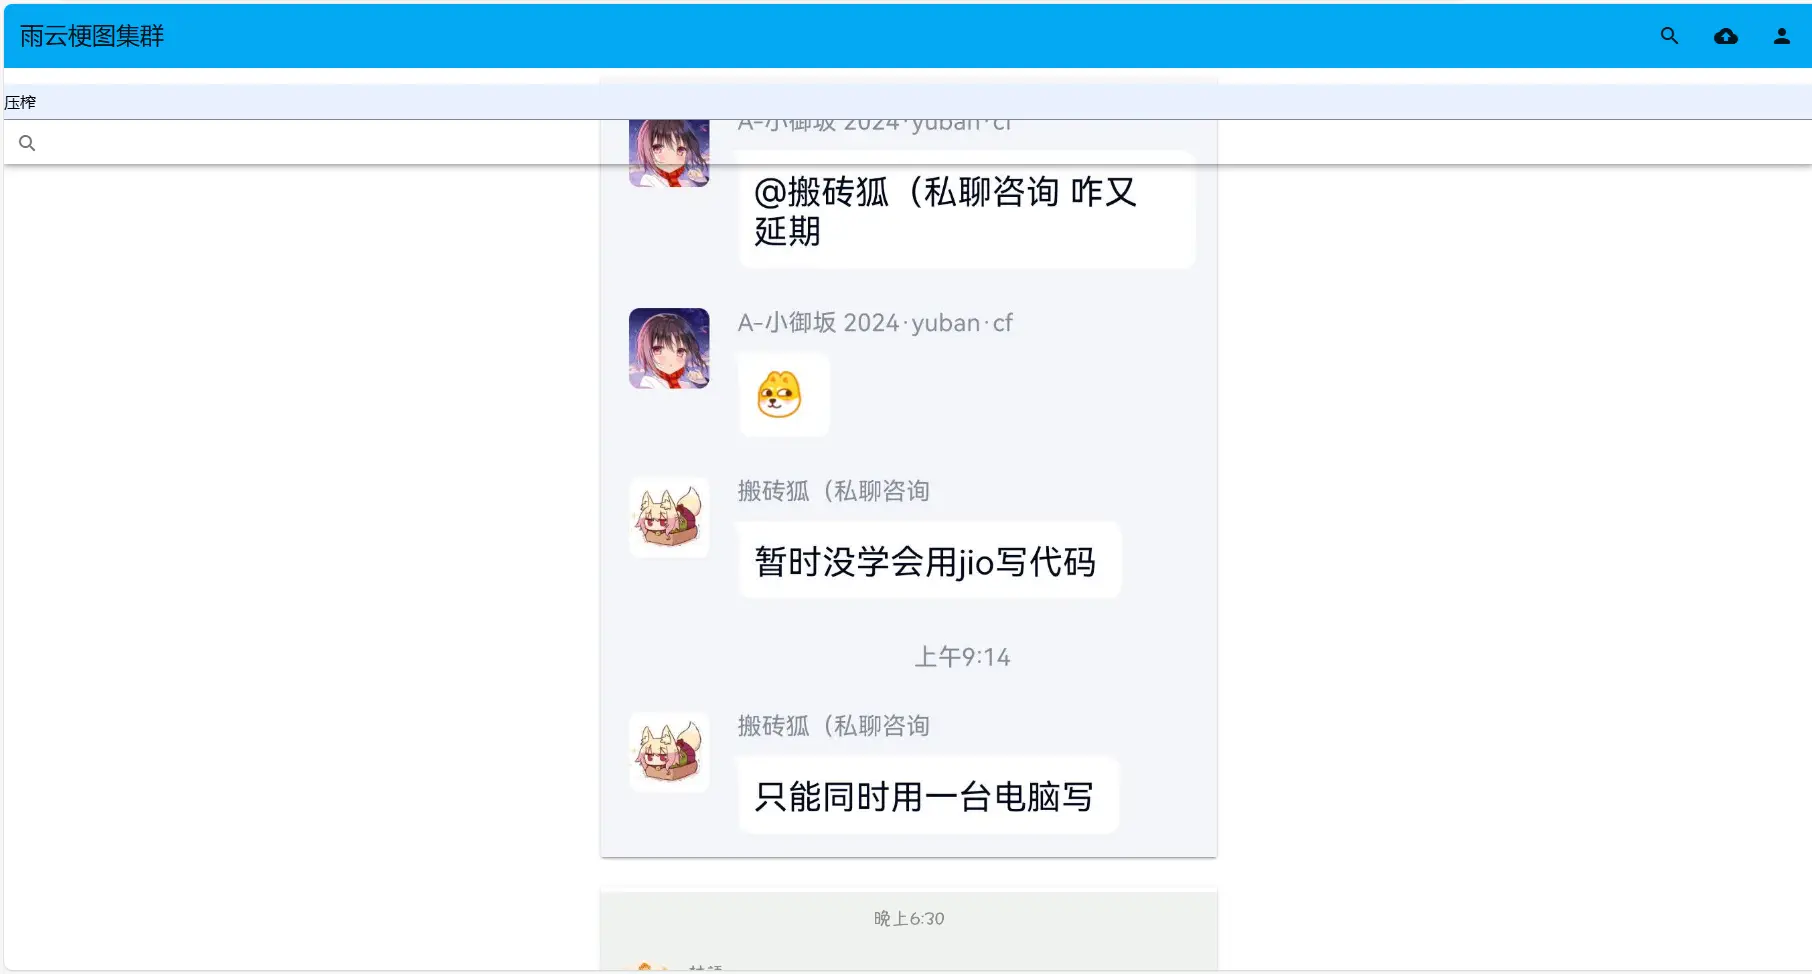 雨云梗图集群
压榨
A-小御坂 2024·yuban·cf
@搬砖狐（私聊咨询 咋又
延期
A-小御坂 2024·yuban·cf
搬砖狐（私聊咨询
暂时没学会用jio写代码
上午9:14
搬砖狐（私聊咨询
只能同时用一台电脑写
晚上6:30